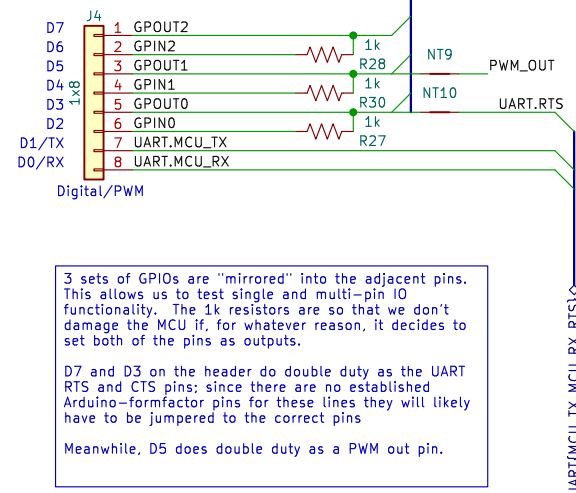 J4
D7 1 GPOUT2
D6 2 GPIN2 1k
D5 3 GPOUT1 R28 NT9 PWM_OUT
D4 4 GPIN1 1k NT10
D3 5 GPOUT0 R30 UART.RTS
D2 6 GPIN0 1k
D1/TX 7 UART.MCU_TX R27
D0/RX 8 UART.MCU_RX
1x8
Digital/PWM
3 sets of GPIOs are "mirrored" into the adjacent pins.
This allows us to test single and multi-pin IO
functionality. The 1k resistors are so that we don't
damage the MCU if, for whatever reason, it decides to
set both of the pins as outputs.
D7 and D3 on the header do double duty as the UART
RTS and CTS pins; since there are no established
Arduino-formfactor pins for these lines they will likely
have to be jumpered to the correct pins
Meanwhile, D5 does double duty as a PWM out pin.
UART{MCU_TX MCU_RX RTS}